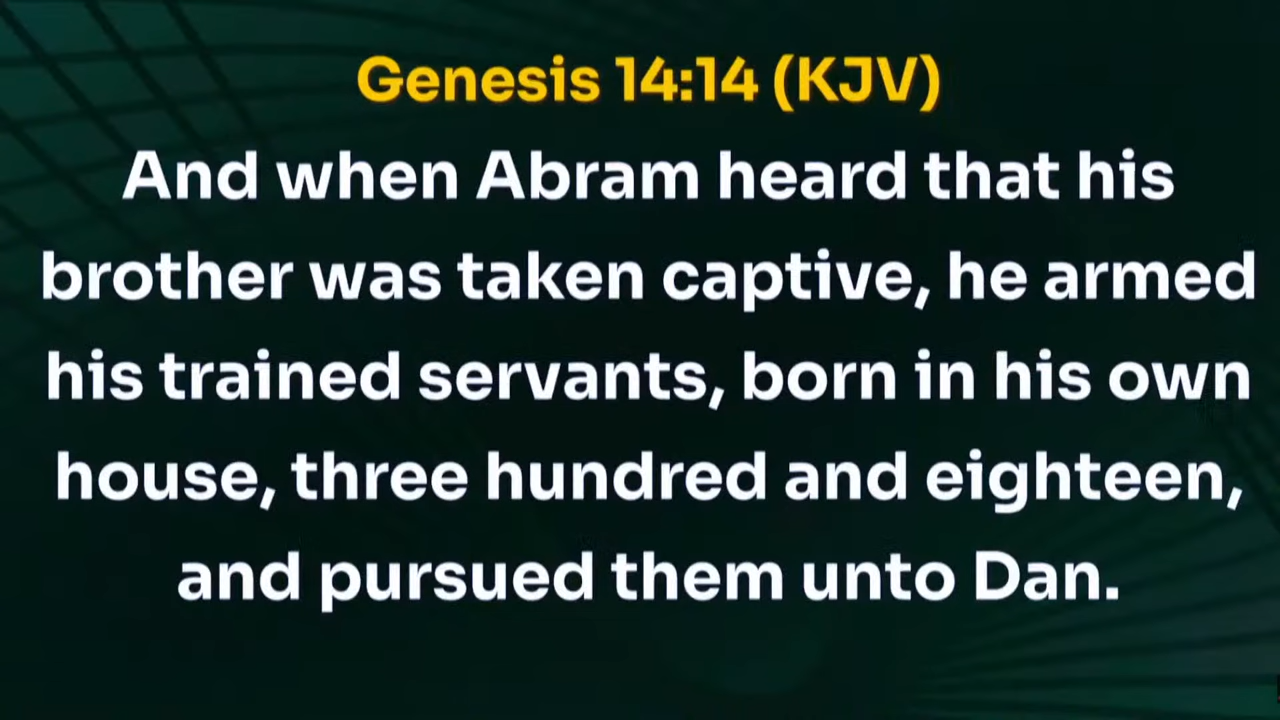 Genesis 14:14 (KJV)
And when Abram heard that his
brother was taken captive, he armed
his trained servants, born in his own
house, three hundred and eighteen,
and pursued them unto Dan.